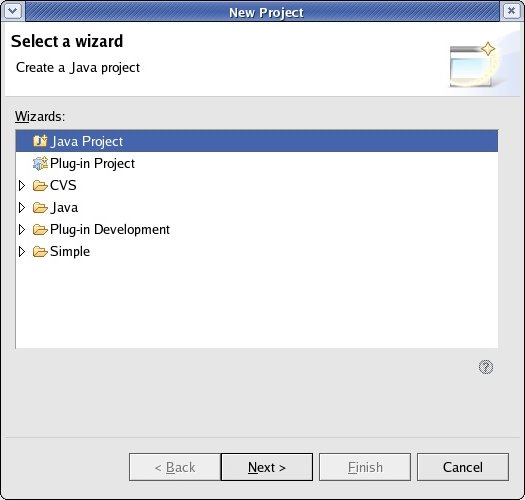 New Project
Select a wizard
Create a Java project
Wizards:
Java Project
Plug-in Project
CVS
Java
Plug-in Development
Simple
?
< Back
Next >
Finish
Cancel